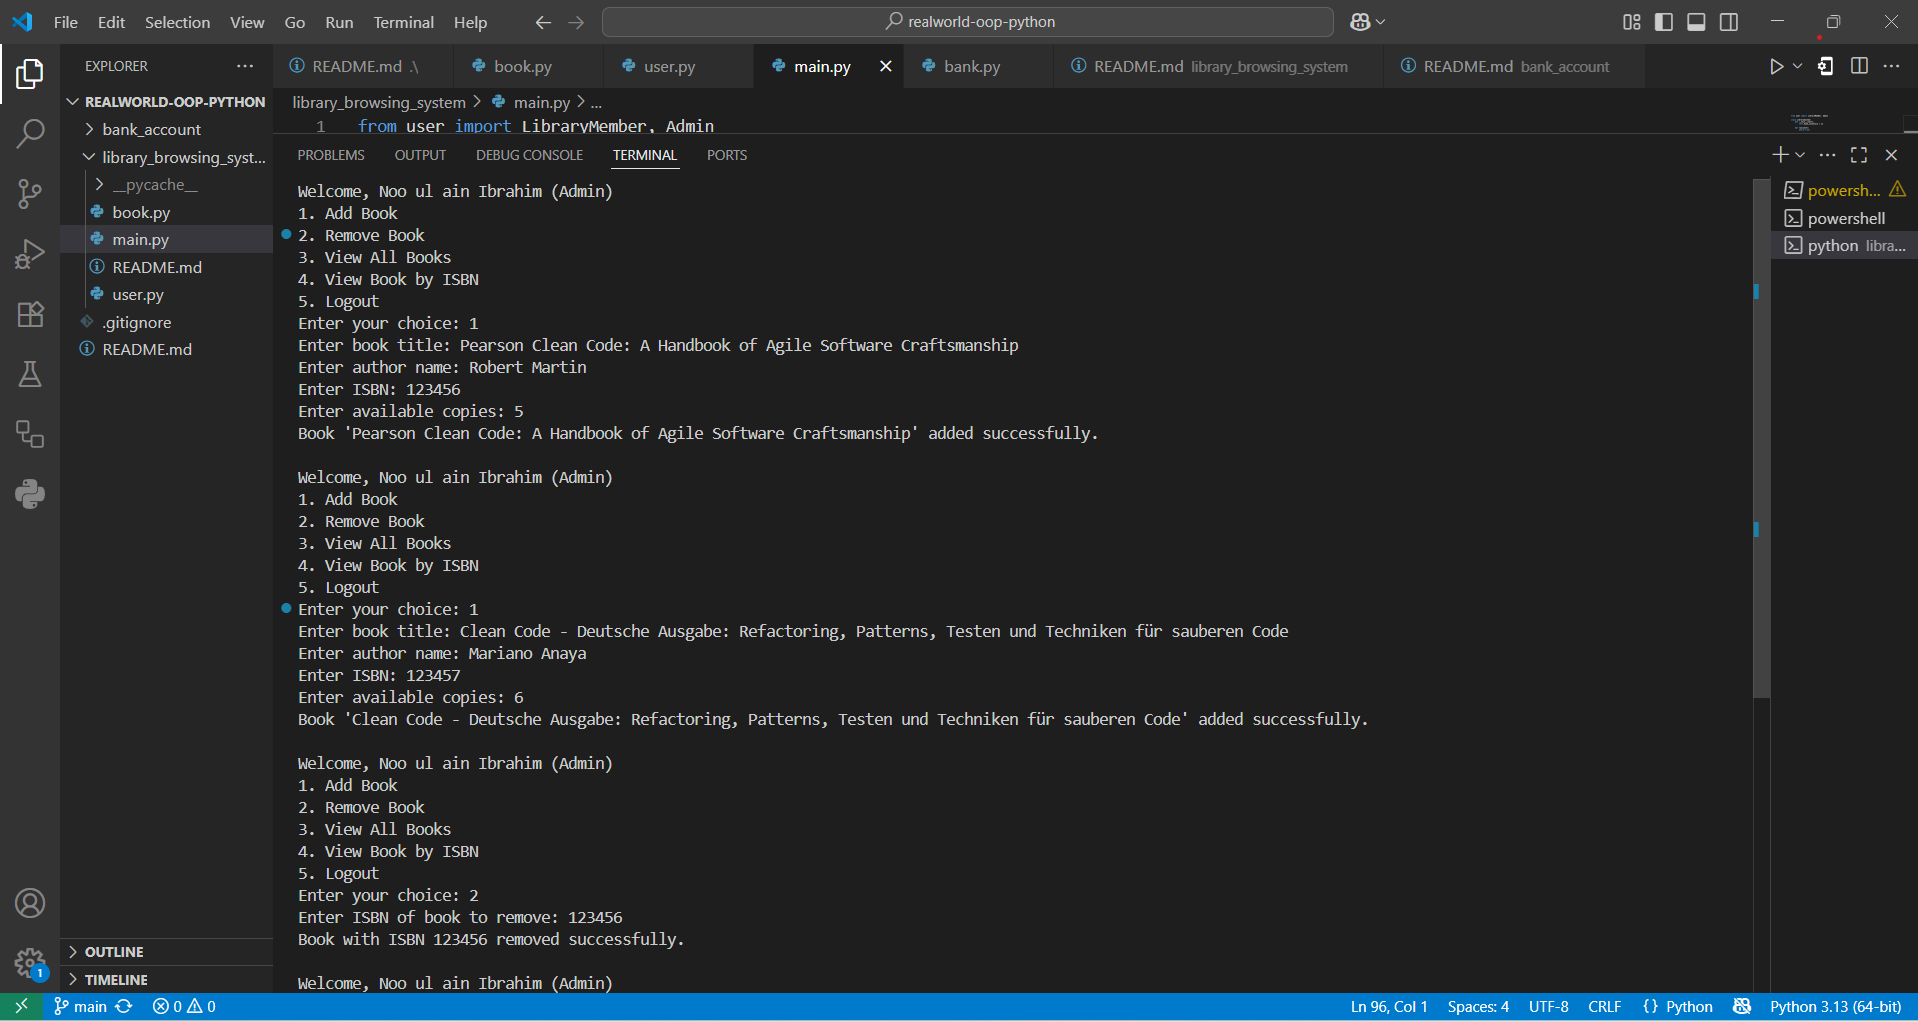 File Edit Selection View Go Run Terminal Help
realworld-oop-python
EXPLORER
README.md .\
book.py
user.py
main.py
bank.py
README.md library_browsing_system
README.md bank_account
REALWORLD-OOP-PYTHON
bank_account
library_browsing_syst...
__pycache__
book.py
main.py
README.md
user.py
.gitignore
README.md
OUTLINE
TIMELINE
library_browsing_system > main.py > ...
1 from user import LibraryMember, Admin
PROBLEMS OUTPUT DEBUG CONSOLE TERMINAL PORTS
powersh...
powershell
python libra...
Welcome, Noo ul ain Ibrahim (Admin)
1. Add Book
2. Remove Book
3. View All Books
4. View Book by ISBN
5. Logout
Enter your choice: 1
Enter book title: Pearson Clean Code: A Handbook of Agile Software Craftsmanship
Enter author name: Robert Martin
Enter ISBN: 123456
Enter available copies: 5
Book 'Pearson Clean Code: A Handbook of Agile Software Craftsmanship' added successfully.
Welcome, Noo ul ain Ibrahim (Admin)
1. Add Book
2. Remove Book
3. View All Books
4. View Book by ISBN
5. Logout
Enter your choice: 1
Enter book title: Clean Code - Deutsche Ausgabe: Refactoring, Patterns, Testen und Techniken für sauberen Code
Enter author name: Mariano Anaya
Enter ISBN: 123457
Enter available copies: 6
Book 'Clean Code - Deutsche Ausgabe: Refactoring, Patterns, Testen und Techniken für sauberen Code' added successfully.
Welcome, Noo ul ain Ibrahim (Admin)
1. Add Book
2. Remove Book
3. View All Books
4. View Book by ISBN
5. Logout
Enter your choice: 2
Enter ISBN of book to remove: 123456
Book with ISBN 123456 removed successfully.
Welcome, Noo ul ain Ibrahim (Admin)
1
main 0 0
Ln 96, Col 1 Spaces: 4 UTF-8 CRLF {} Python Python 3.13 (64-bit)